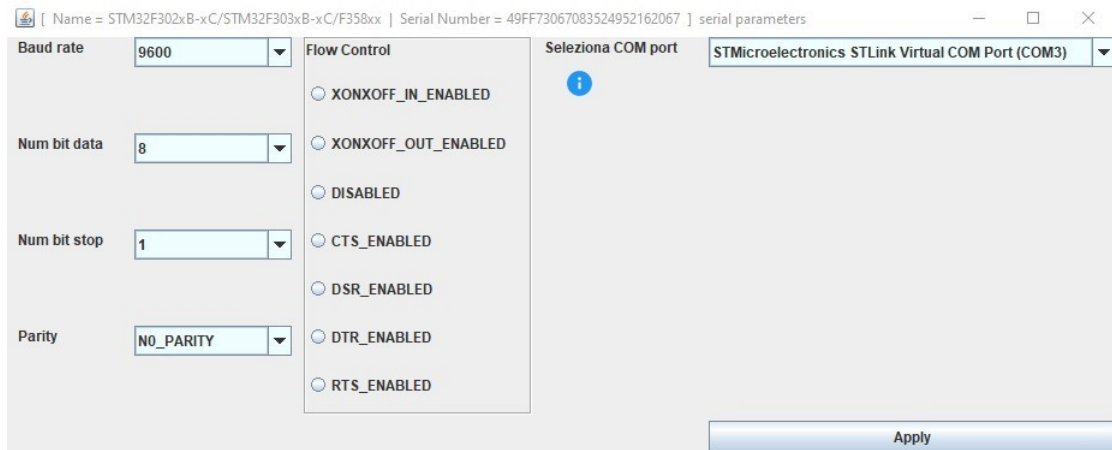 [ Name = STM32F302xB-xC/STM32F303xB-xC/F358xx | Serial Number = 49FF73067083524952162067 ] serial parameters
Baud rate
9600
Num bit data
8
Num bit stop
1
Parity
N0_PARITY
Flow Control
XONXOFF_IN_ENABLED
XONXOFF_OUT_ENABLED
DISABLED
CTS_ENABLED
DSR_ENABLED
DTR_ENABLED
RTS_ENABLED
Seleziona COM port
STMicroelectronics STLink Virtual COM Port (COM3)
Apply